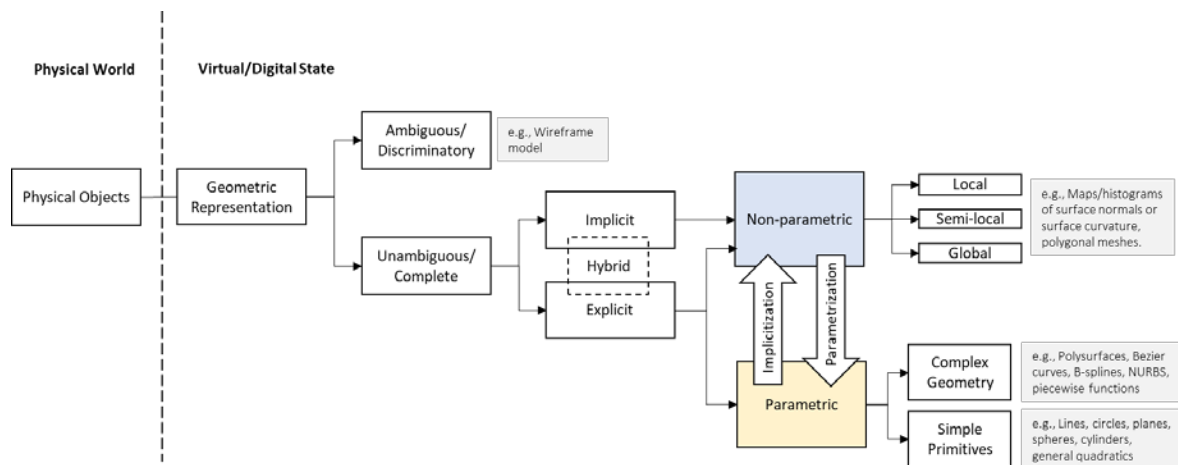 Physical World
Virtual/Digital State
Physical Objects
Geometric
Representation
Ambiguous/
Discriminatory
e.g., Wireframe
model
Unambiguous/
Complete
Implicit
Hybrid
Explicit
Non-parametric
Implicitization
Parametrization
Parametric
Local
Semi-local
Global
e.g., Maps/histograms
of surface normals or
surface curvature,
polygonal meshes.
Complex
Geometry
e.g., Polysurfaces, Bezier
curves, B-splines, NURBS,
piecewise functions
Simple
Primitives
e.g., Lines, circles, planes,
spheres, cylinders,
general quadratics